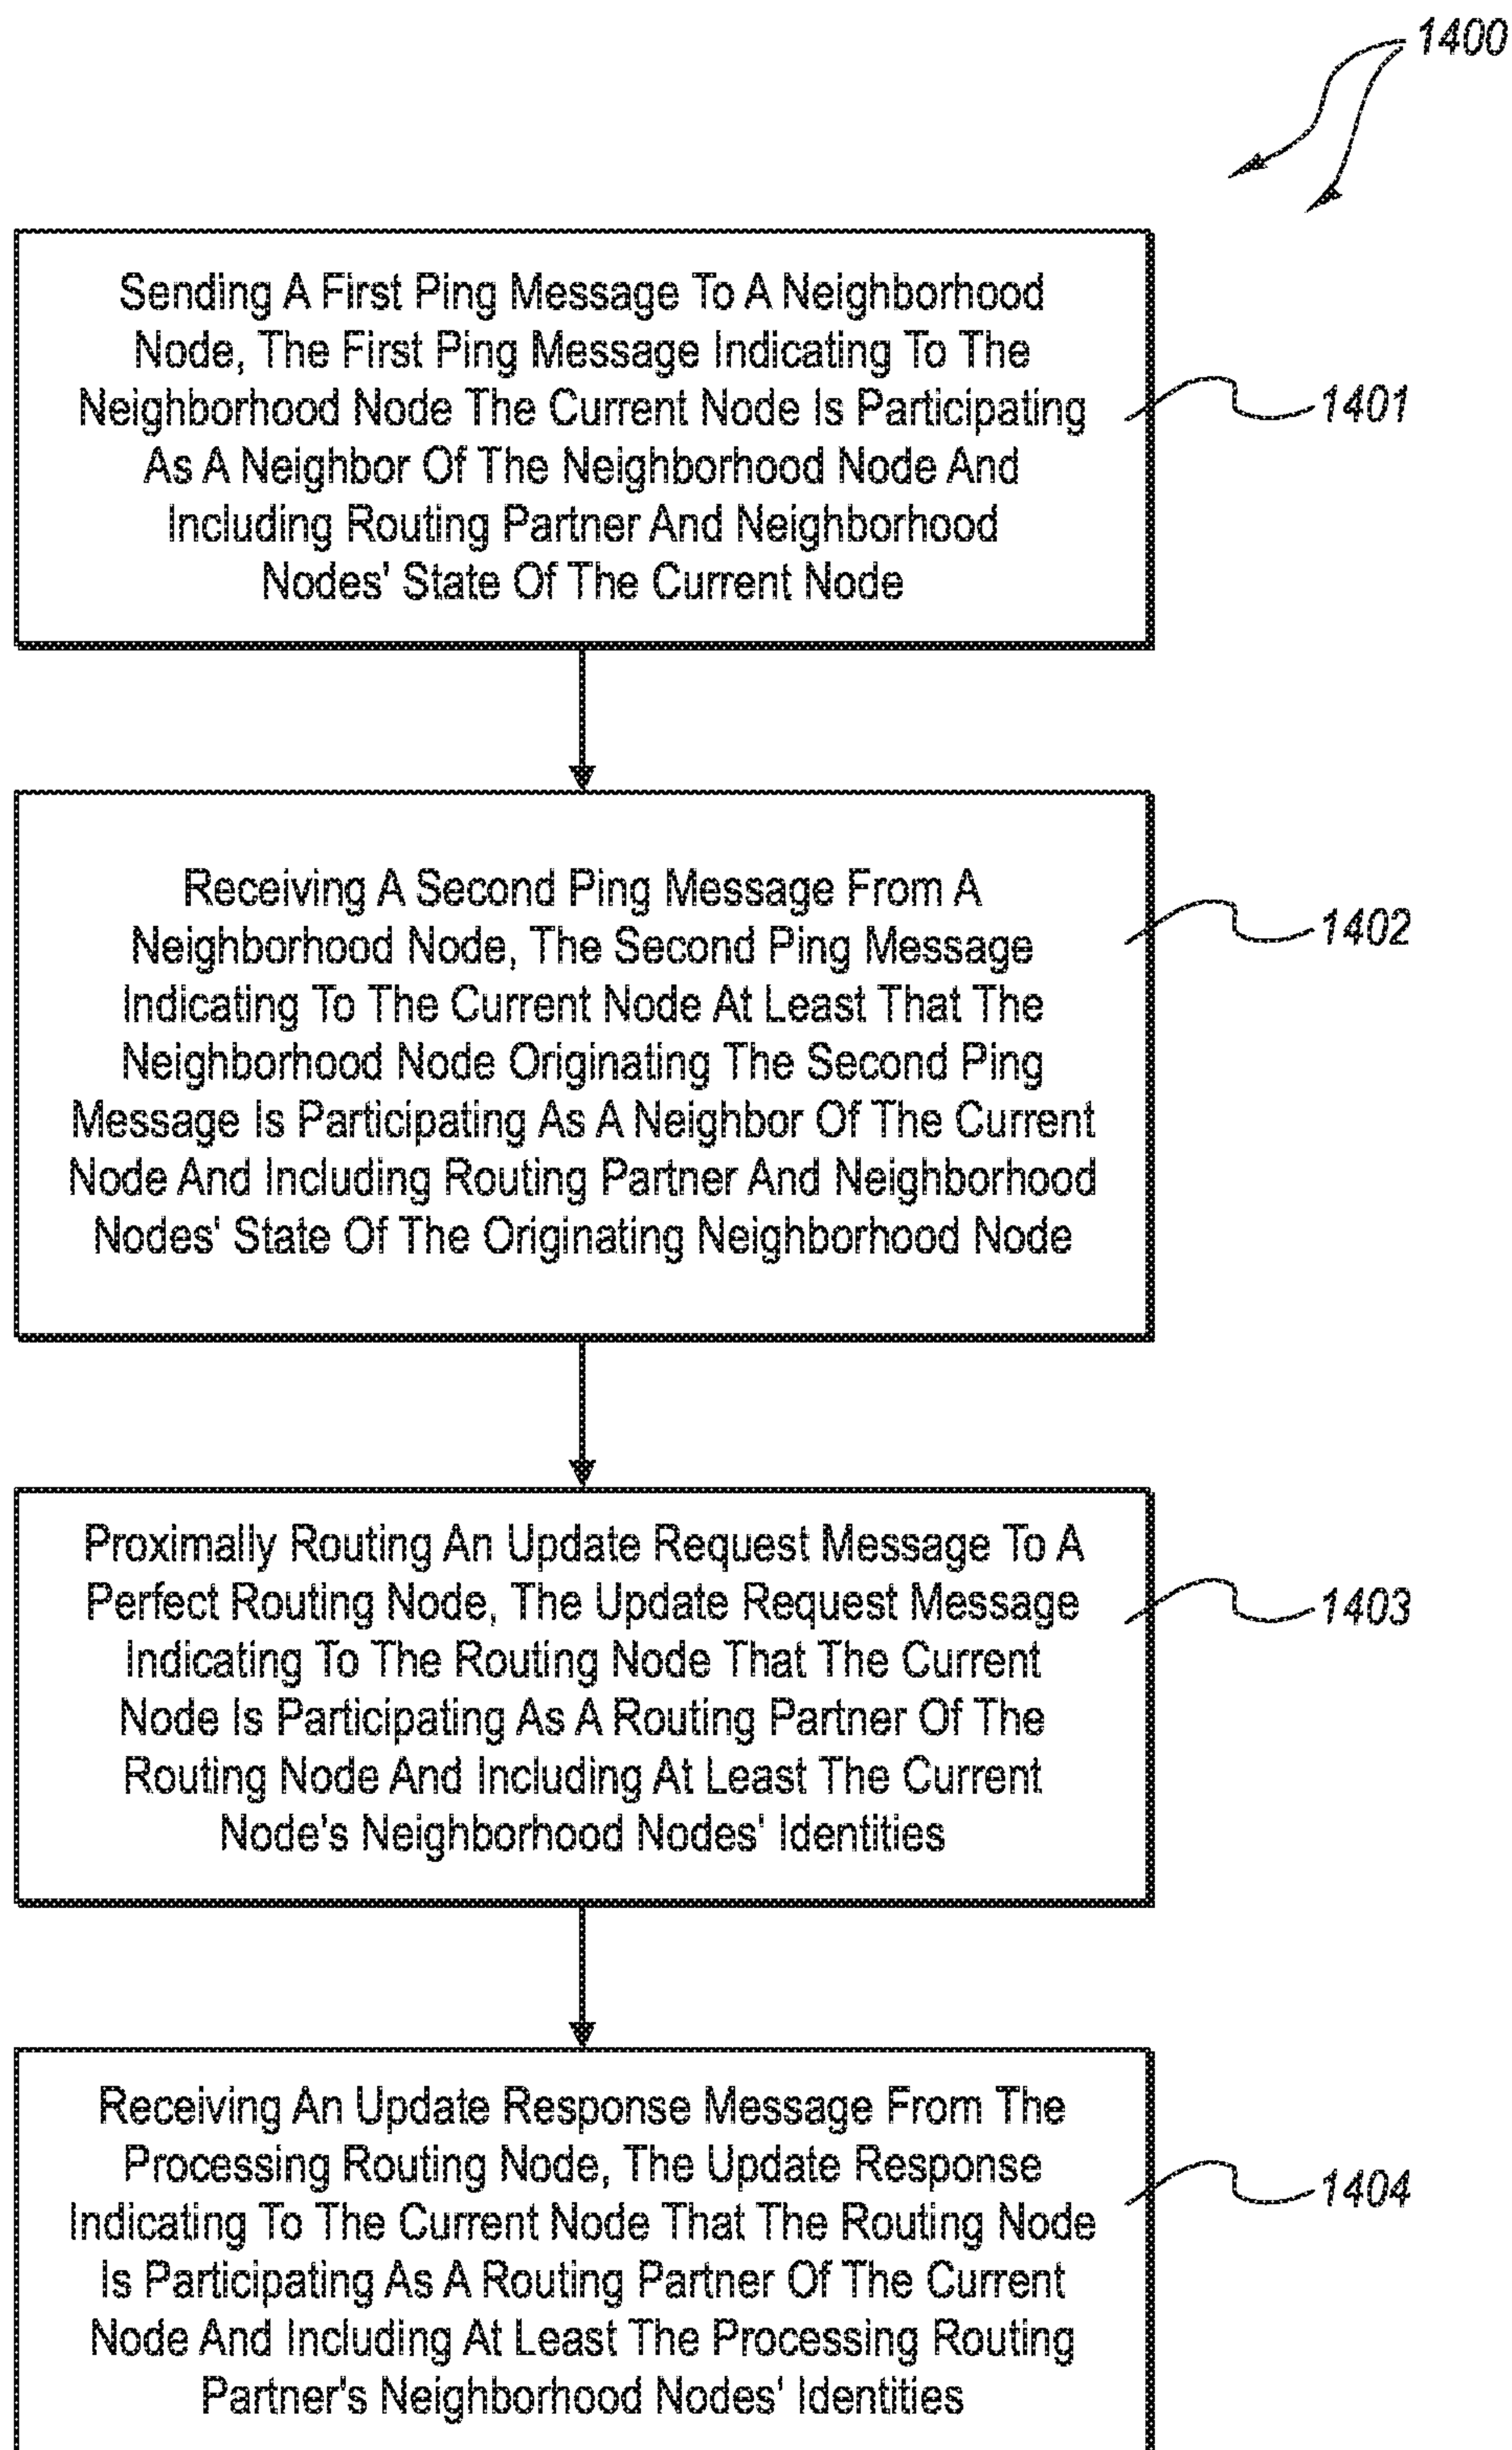 1400
Sending A First Ping Message To A Neighborhood
Node, The First Ping Message Indicating To The
Neighborhood Node The Current Node Is Participating
As A Neighbor Of The Neighborhood Node And
Including Routing Partner And Neighborhood
Nodes' State Of The Current Node
1401
Receiving A Second Ping Message From A
Neighborhood Node, The Second Ping Message
Indicating To The Current Node At Least That The
Neighborhood Node Originating The Second Ping
Message Is Participating As A Neighbor Of The Current
Node And Including Routing Partner And Neighborhood
Nodes' State Of The Originating Neighborhood Node
1402
Proximally Routing An Update Request Message To A
Perfect Routing Node, The Update Request Message
Indicating To The Routing Node That The Current
Node Is Participating As A Routing Partner Of The
Routing Node And Including At Least The Current
Node's Neighborhood Nodes' Identities
1403
Receiving An Update Response Message From The
Processing Routing Node, The Update Response
Indicating To The Current Node That The Routing Node
Is Participating As A Routing Partner Of The Current
Node And Including At Least The Processing Routing
Partner's Neighborhood Nodes' Identities
1404